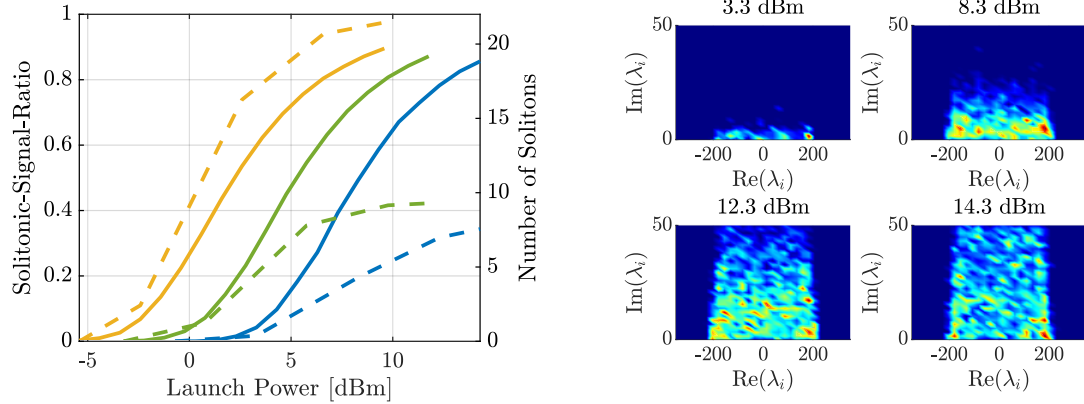 Solitonic-Signal-Ratio
1
0.8
0.6
0.4
0.2
0
-5
0
5
10
Launch Power [dBm]
20
15
10
5
0
Number of Solitons
3.3 dBm
50
0
Im(λi)
-200
0
200
Re(λi)
8.3 dBm
50
0
Im(λi)
-200
0
200
Re(λi)
12.3 dBm
50
0
Im(λi)
-200
0
200
Re(λi)
14.3 dBm
50
0
Im(λi)
-200
0
200
Re(λi)